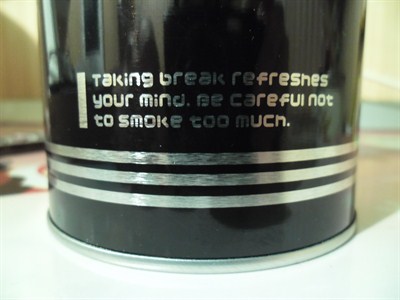 Taking break refreshes
your mind. Be careful not
to smoke too much.